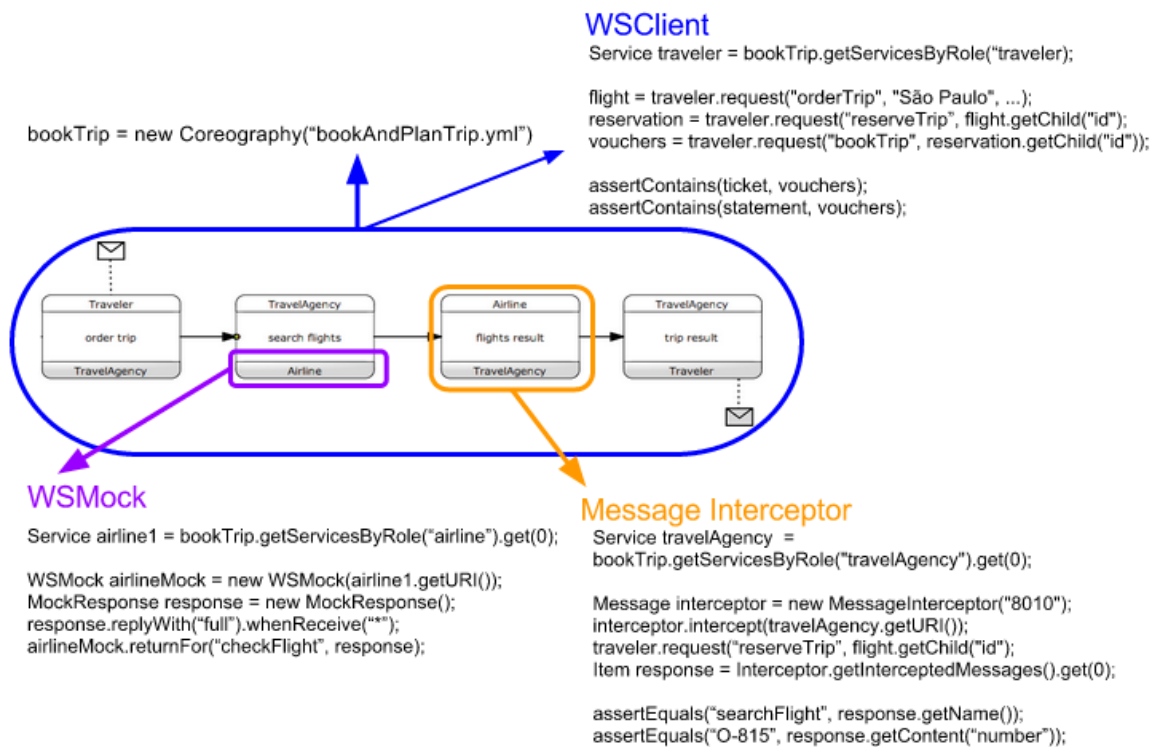 WSClient
Service traveler = bookTrip.getServicesByRole(“traveler);
flight = traveler.request("orderTrip", "São Paulo", ...);
reservation = traveler.request(“reserveTrip”, flight.getChild("id");
vouchers = traveler.request("bookTrip", reservation.getChild("id"));
assertContains(ticket, vouchers);
assertContains(statement, vouchers);
bookTrip = new Coreography(“bookAndPlanTrip.yml”)
Traveler
order trip
TravelAgency
TravelAgency
search flights
Airline
Airline
flights result
TravelAgency
TravelAgency
trip result
Traveler
WSMock
Service airline1 = bookTrip.getServicesByRole(“airline”).get(0);
WSMock airlineMock = new WSMock(airline1.getURI());
MockResponse response = new MockResponse();
response.replyWith(“full”).whenReceive(“*”);
airlineMock.returnFor(“checkFlight”, response);
Message Interceptor
Service travelAgency =
bookTrip.getServicesByRole("travelAgency").get(0);
Message interceptor = new MessageInterceptor("8010");
interceptor.intercept(travelAgency.getURI());
traveler.request(“reserveTrip”, flight.getChild("id");
Item response = Interceptor.getInterceptedMessages().get(0);
assertEquals(“searchFlight”, response.getName());
assertEquals(“O-815”, response.getContent(“number”));